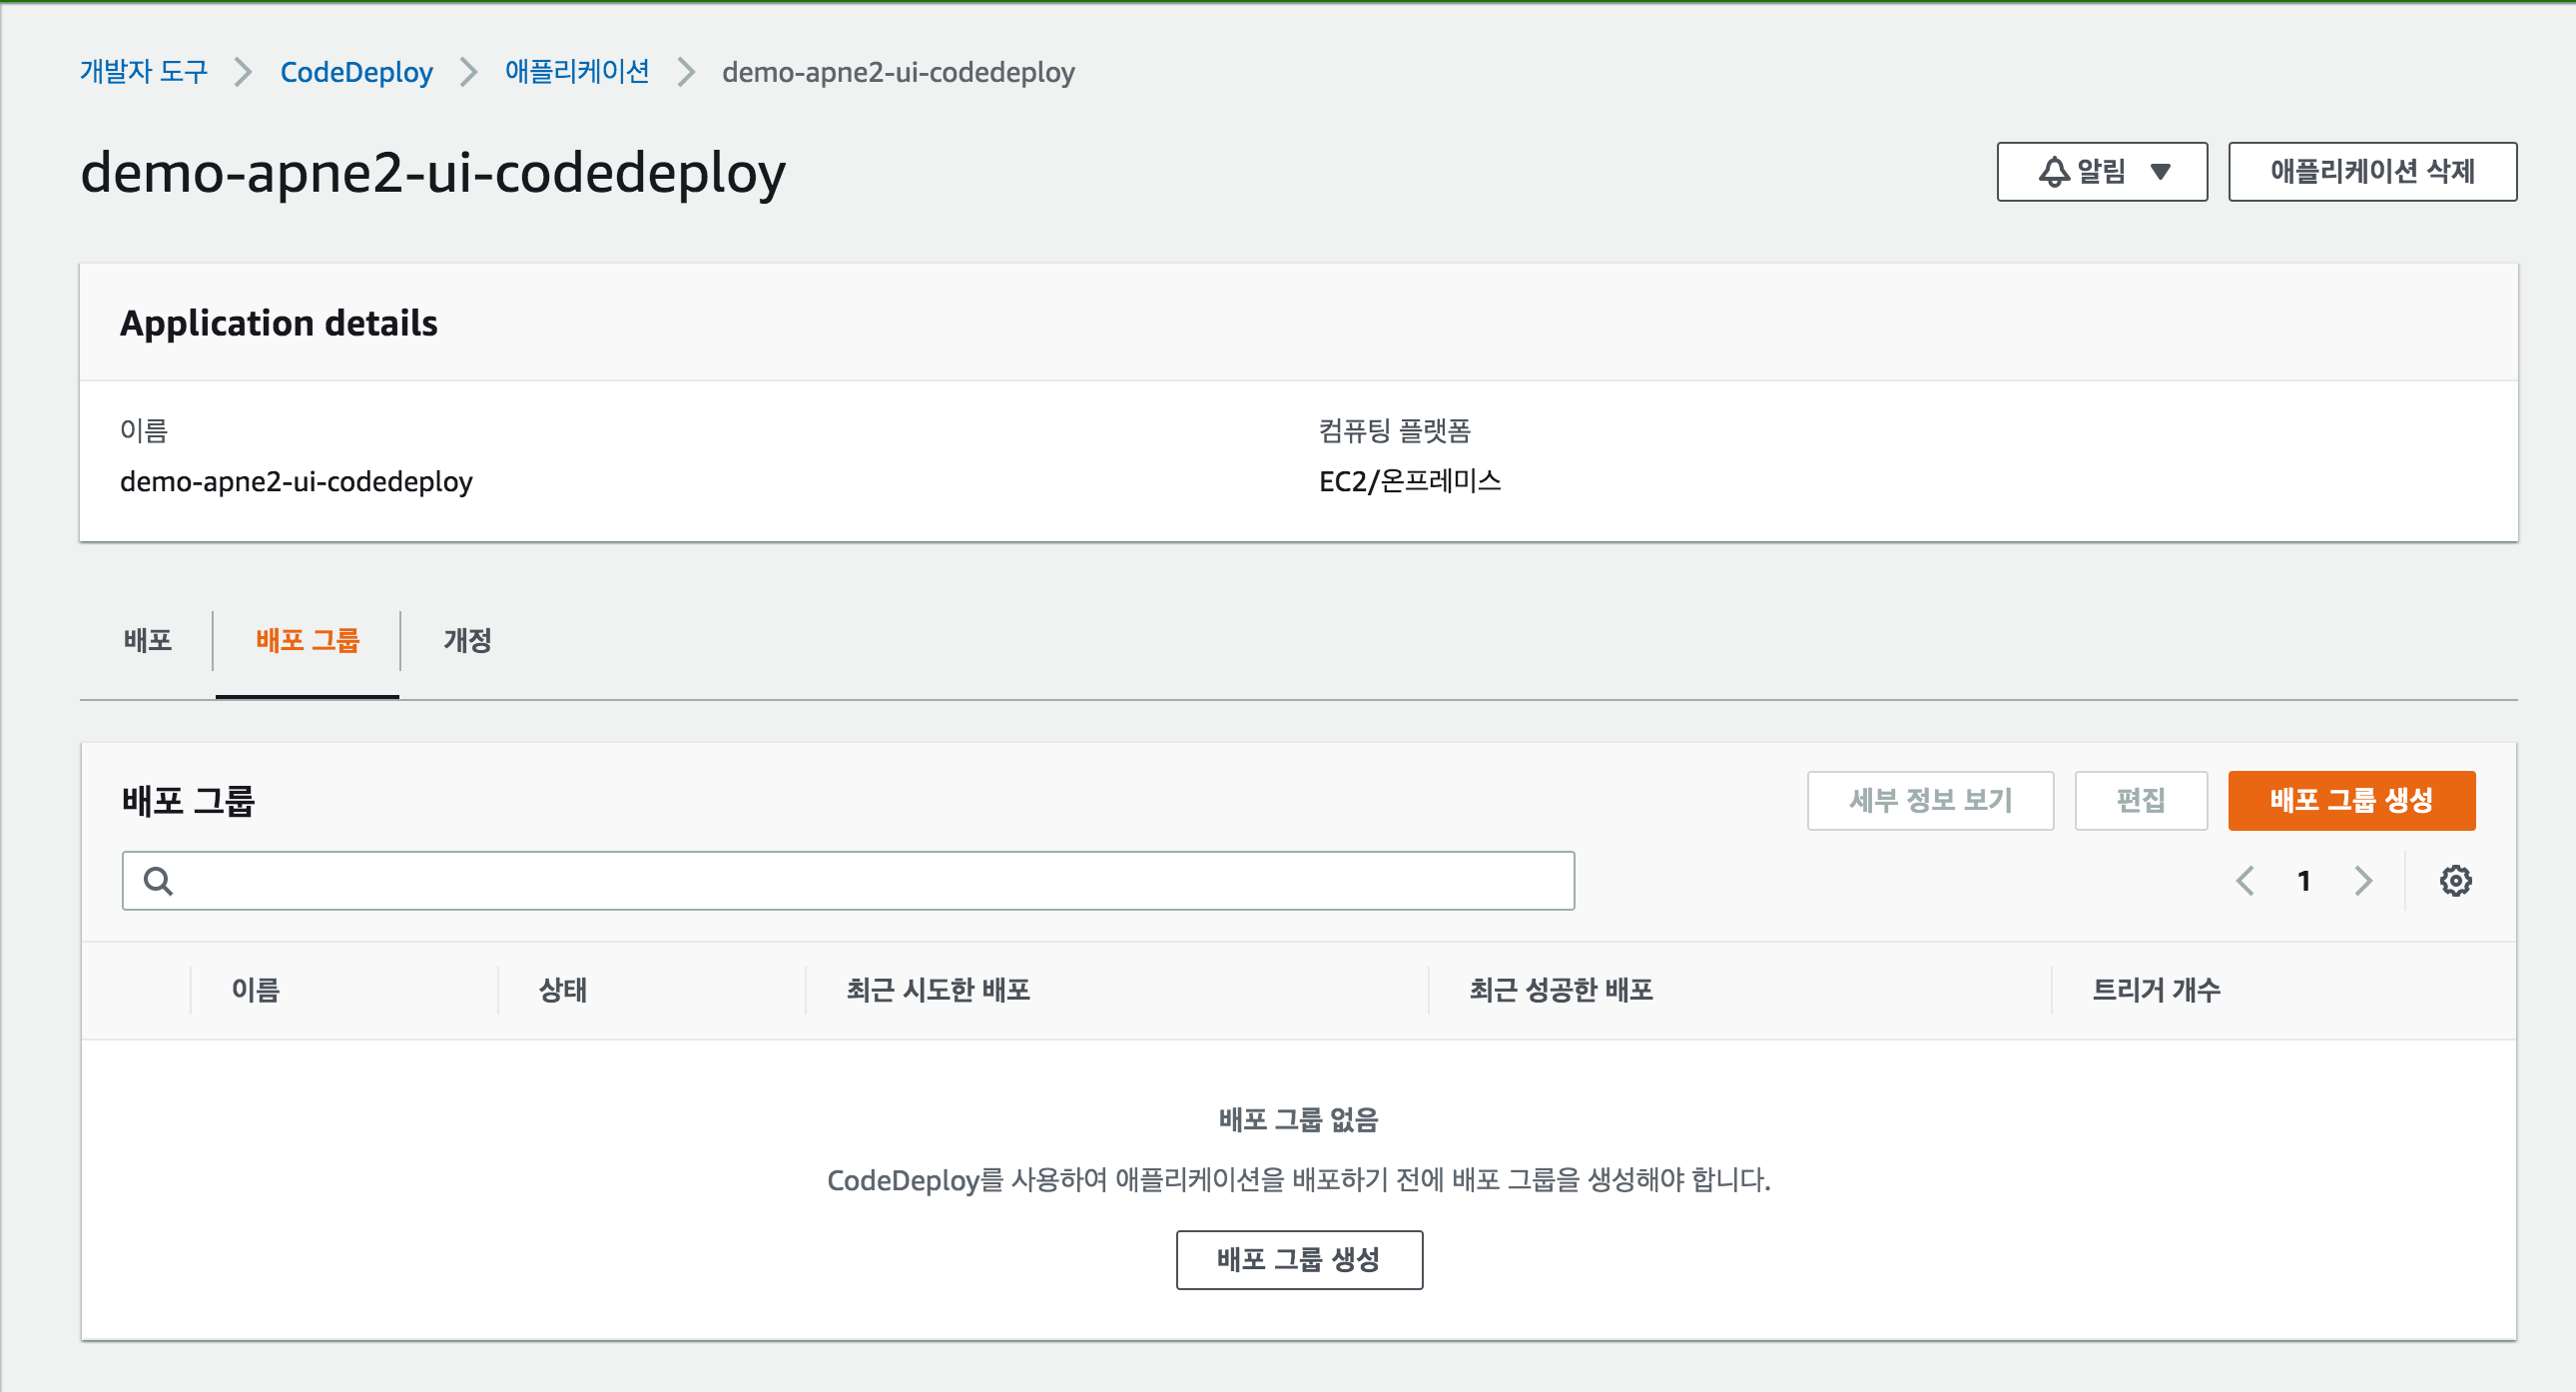 개발자 도구 CodeDeploy 애플리케이션 demo-apne2-ui-codedeploy
demo-apne2-ui-codedeploy
알림
애플리케이션 삭제
Application details
이름
demo-apne2-ui-codedeploy
컴퓨팅 플랫폼
EC2/온프레미스
배포 배포 그룹 개정
배포 그룹
세부 정보 보기
편집
배포 그룹 생성
1
이름 상태 최근 시도한 배포 최근 성공한 배포 트리거 개수
배포 그룹 없음
CodeDeploy를 사용하여 애플리케이션을 배포하기 전에 배포 그룹을 생성해야 합니다.
배포 그룹 생성